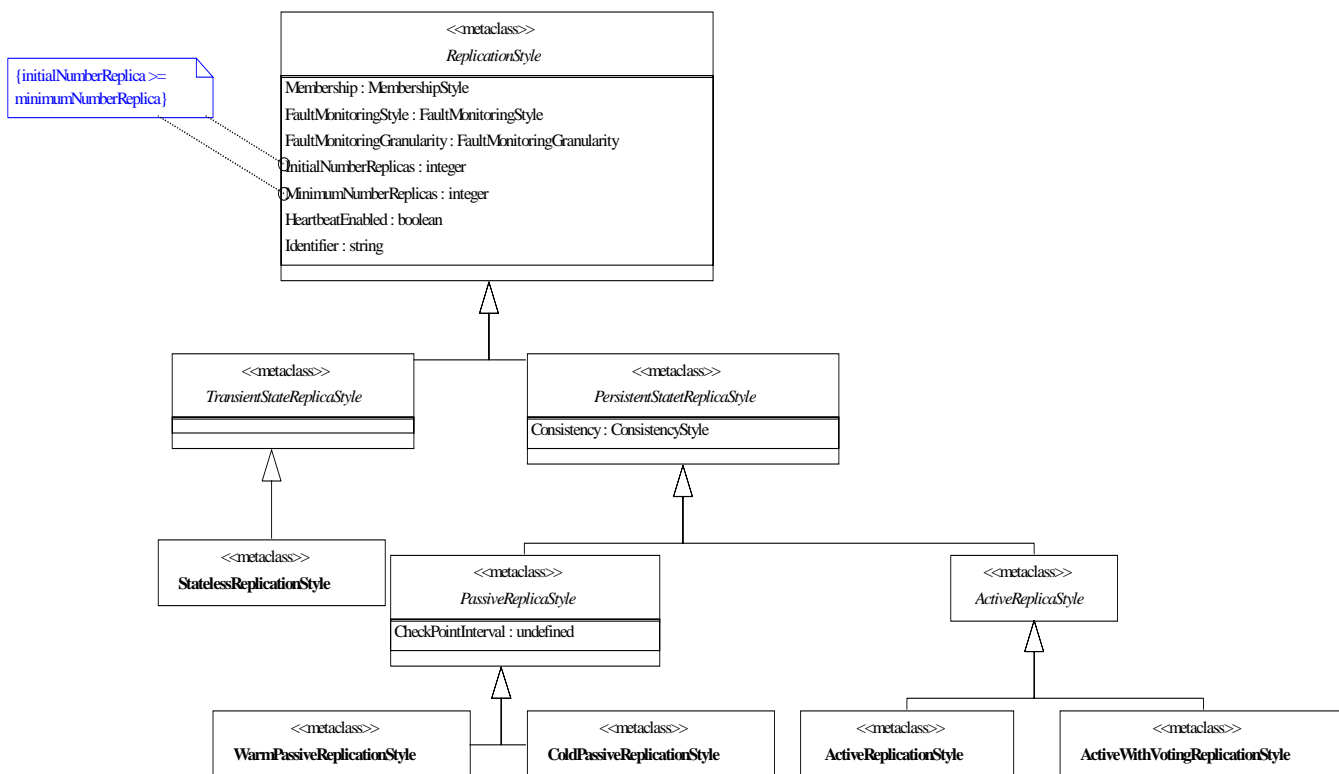 <<metaclass>>
ReplicationStyle
{initialNumberReplica >=
minimumNumberReplica}
Membership : MembershipStyle
FaultMonitoringStyle : FaultMonitoringStyle
FaultMonitoringGranularity : FaultMonitoringGranularity
InitialNumberReplicas : integer
MinimumNumberReplicas : integer
HeartbeatEnabled : boolean
Identifier : string
<<metaclass>>
TransientStateReplicaStyle
<<metaclass>>
PersistentStatetReplicaStyle
Consistency : ConsistencyStyle
<<metaclass>>
StatelessReplicationStyle
<<metaclass>>
PassiveReplicaStyle
CheckPointInterval : undefined
<<metaclass>>
ActiveReplicaStyle
<<metaclass>>
WarmPassiveReplicationStyle
<<metaclass>>
ColdPassiveReplicationStyle
<<metaclass>>
ActiveReplicationStyle
<<metaclass>>
ActiveWithVotingReplicationStyle